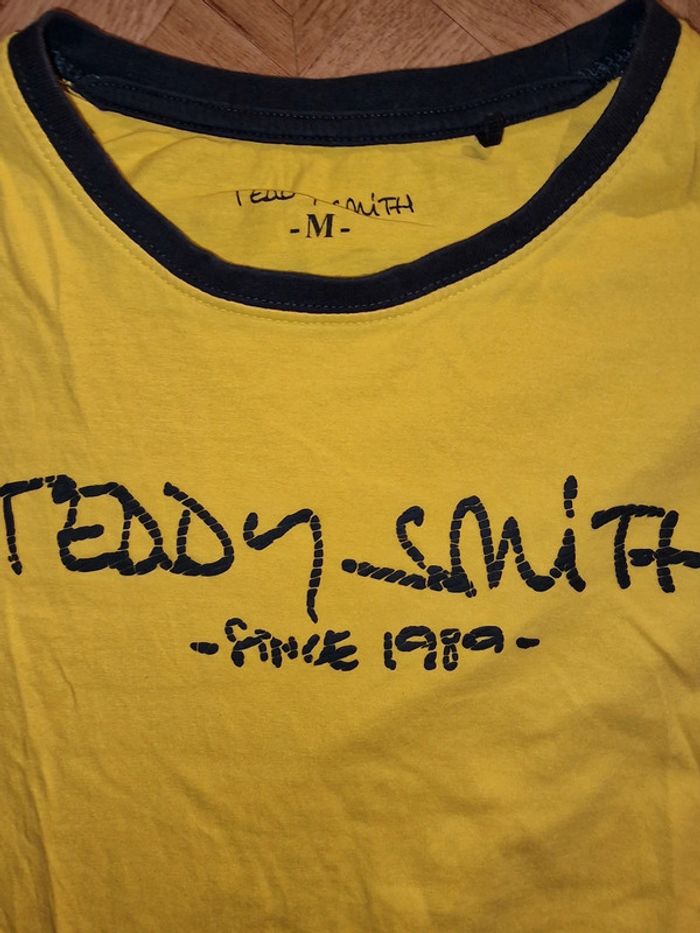 TEDDY SMITH
-M-
TEDDY SMITH
-SINCE 1989-